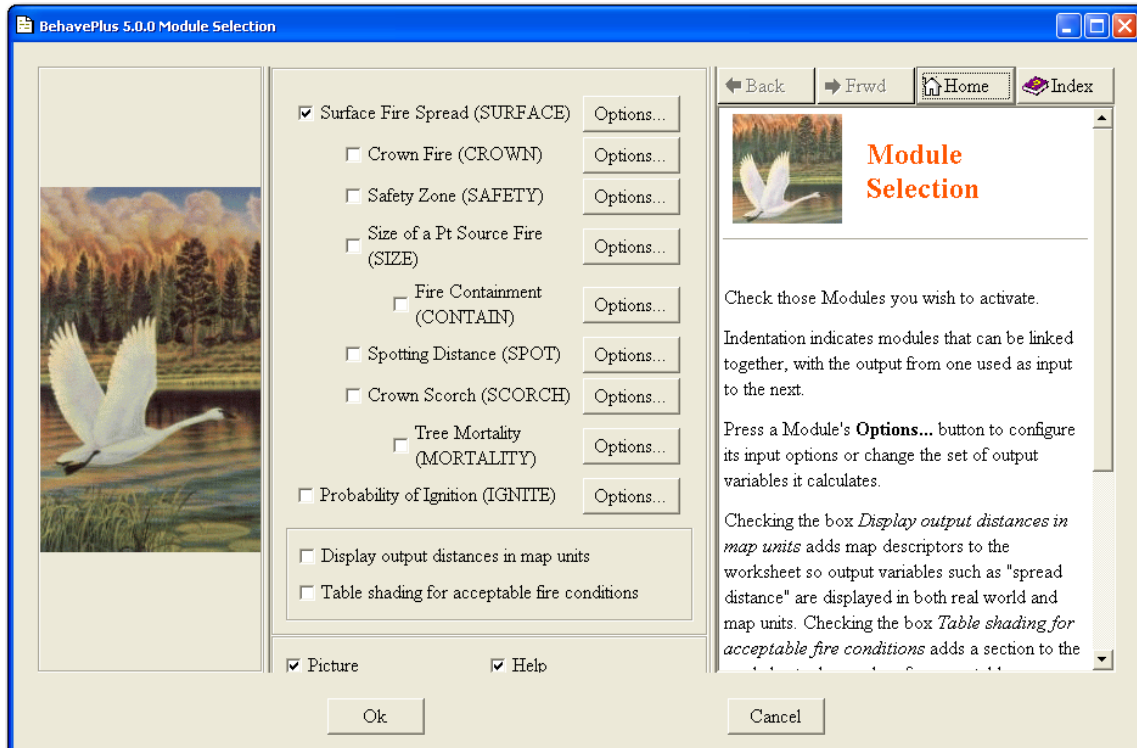 BehavePlus 5.0.0 Module Selection
Surface Fire Spread (SURFACE)
Options...
Crown Fire (CROWN)
Options...
Safety Zone (SAFETY)
Options...
Size of a Pt Source Fire
(SIZE)
Options...
Fire Containment
(CONTAIN)
Options...
Spotting Distance (SPOT)
Options...
Crown Scorch (SCORCH)
Options...
Tree Mortality
(MORTALITY)
Options...
Probability of Ignition (IGNITE)
Options...
Display output distances in map units
Table shading for acceptable fire conditions
Picture
Help
Back
Frwd
Home
Index
Module
Selection
Check those Modules you wish to activate.
Indentation indicates modules that can be linked
together, with the output from one used as input
to the next.
Press a Module's Options... button to configure
its input options or change the set of output
variables it calculates.
Checking the box Display output distances in
map units adds map descriptors to the
worksheet so output variables such as "spread
distance" are displayed in both real world and
map units. Checking the box Table shading for
acceptable fire conditions adds a section to the
Ok
Cancel